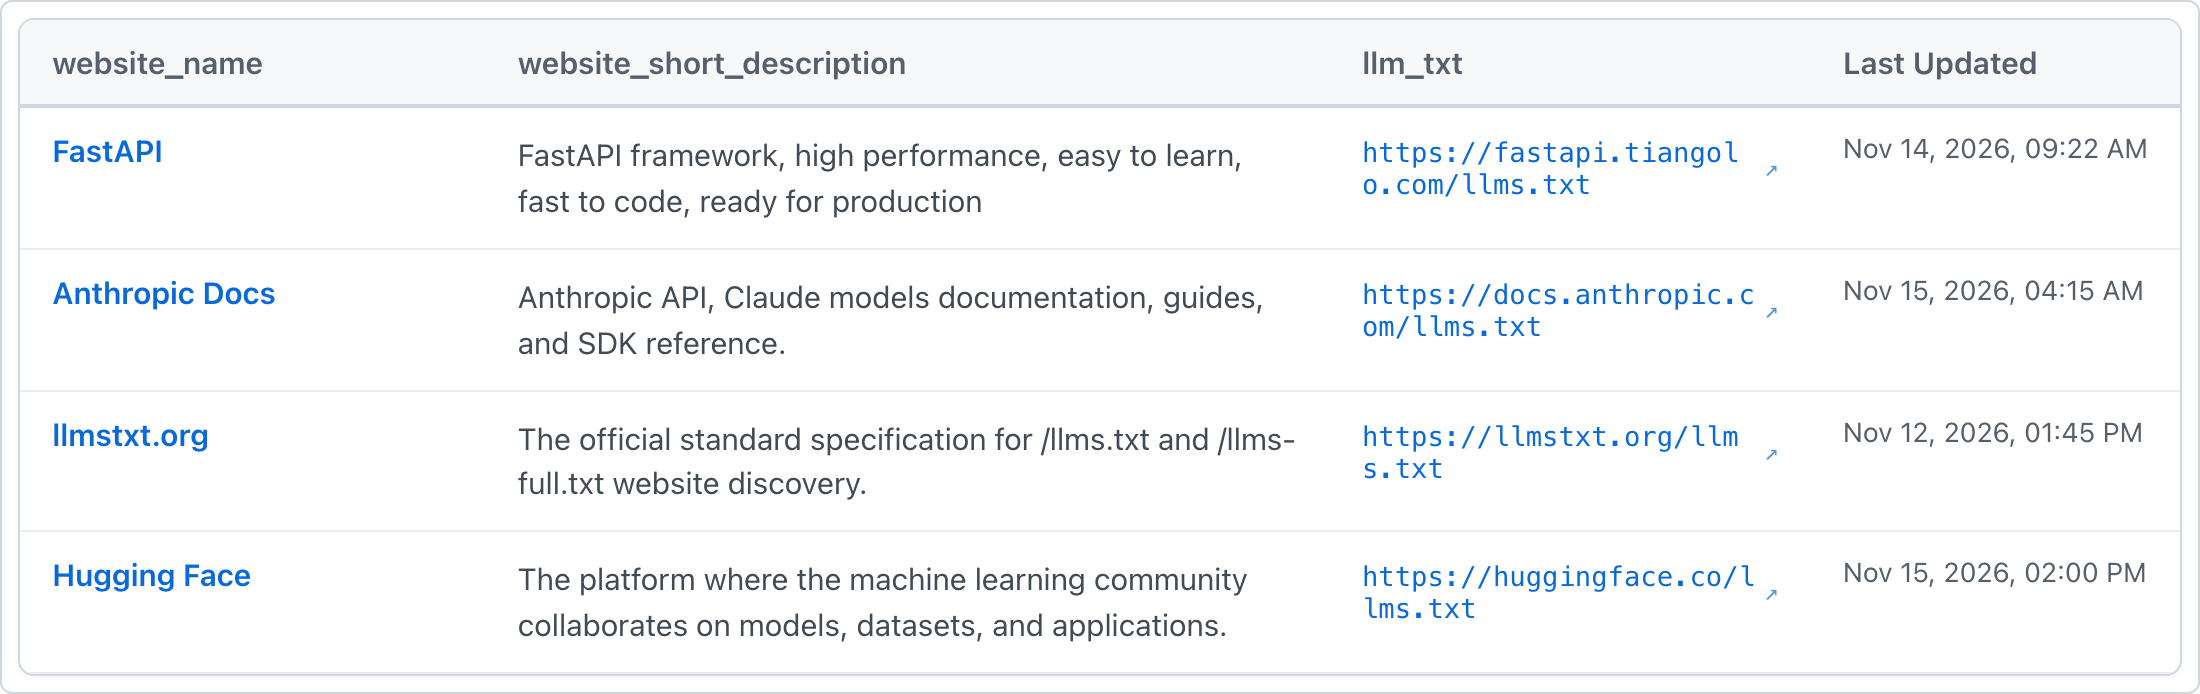 website_name website_short_description llm_txt Last Updated
FastAPI FastAPI framework, high performance, easy to learn, https://fastapi.tiangol Nov 14, 2026, 09:22 AM
fast to code, ready for production o.com/llms.txt ↗
Anthropic Docs Anthropic API, Claude models documentation, guides, https://docs.anthropic.c Nov 15, 2026, 04:15 AM
and SDK reference. om/llms.txt ↗
llmstxt.org The official standard specification for /llms.txt and /llms- https://llmstxt.org/llm Nov 12, 2026, 01:45 PM
full.txt website discovery. s.txt ↗
Hugging Face The platform where the machine learning community https://huggingface.co/l Nov 15, 2026, 02:00 PM
collaborates on models, datasets, and applications. lms.txt ↗